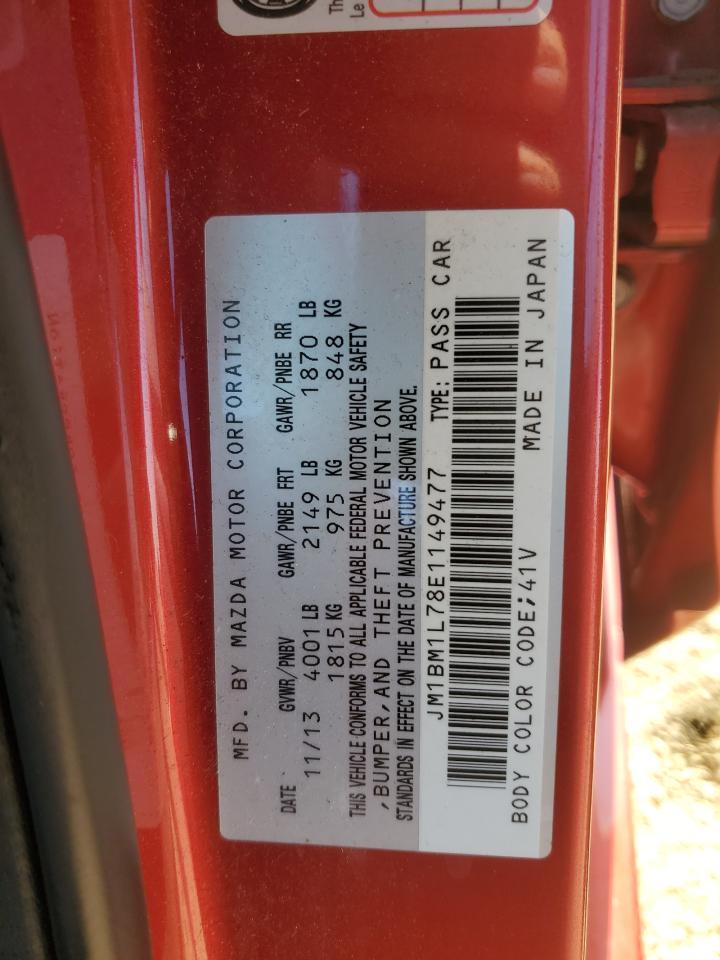 Th
Le
MFD. BY MAZDA MOTOR CORPORATION
DATE GVWR/PNBV GAWR/PNBE FRT GAWR/PNBE RR
11/13 4001 LB 2149 LB 1870 LB
1815 KG 975 KG 848 KG
THIS VEHICLE CONFORMS TO ALL APPLICABLE FEDERAL MOTOR VEHICLE SAFETY
,BUMPER,AND THEFT PREVENTION
STANDARDS IN EFFECT ON THE DATE OF MANUFACTURE SHOWN ABOVE.
JM1BM1L78E1149477 TYPE: PASS CAR
BODY COLOR CODE;41V MADE IN JAPAN